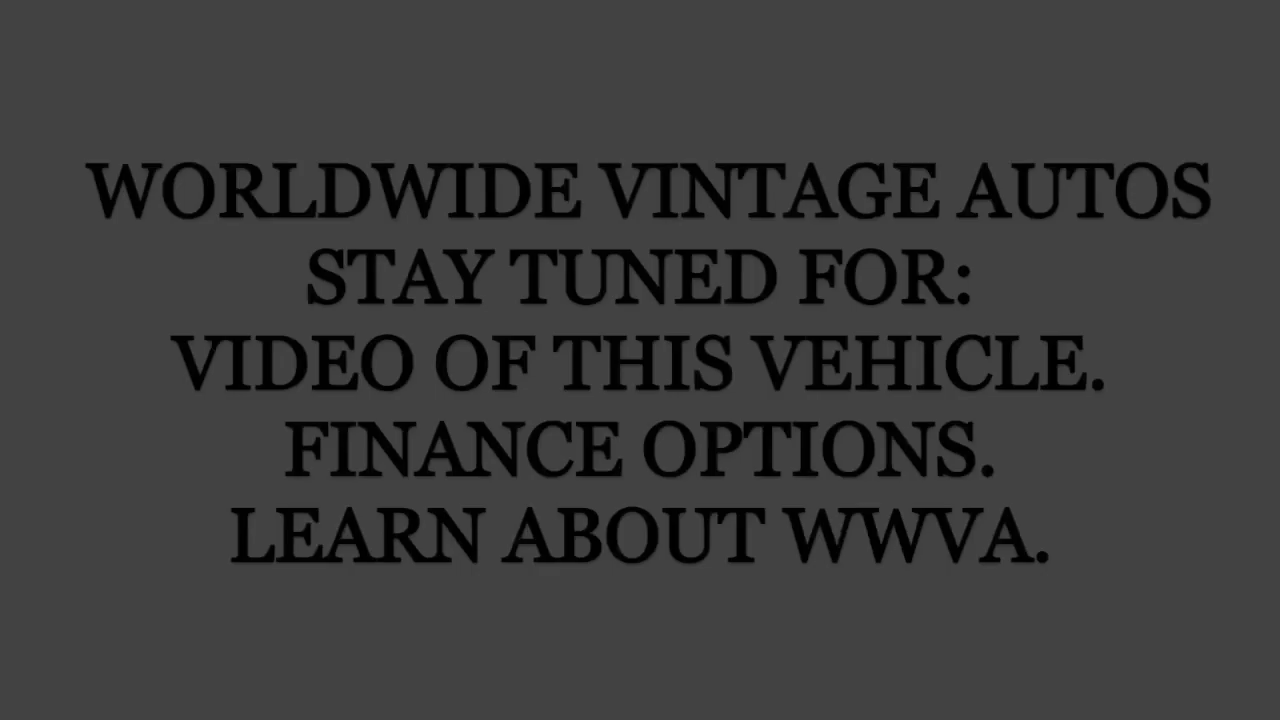 WORLDWIDE VINTAGE AUTOS
STAY TUNED FOR:
VIDEO OF THIS VEHICLE.
FINANCE OPTIONS.
LEARN ABOUT WWVA.